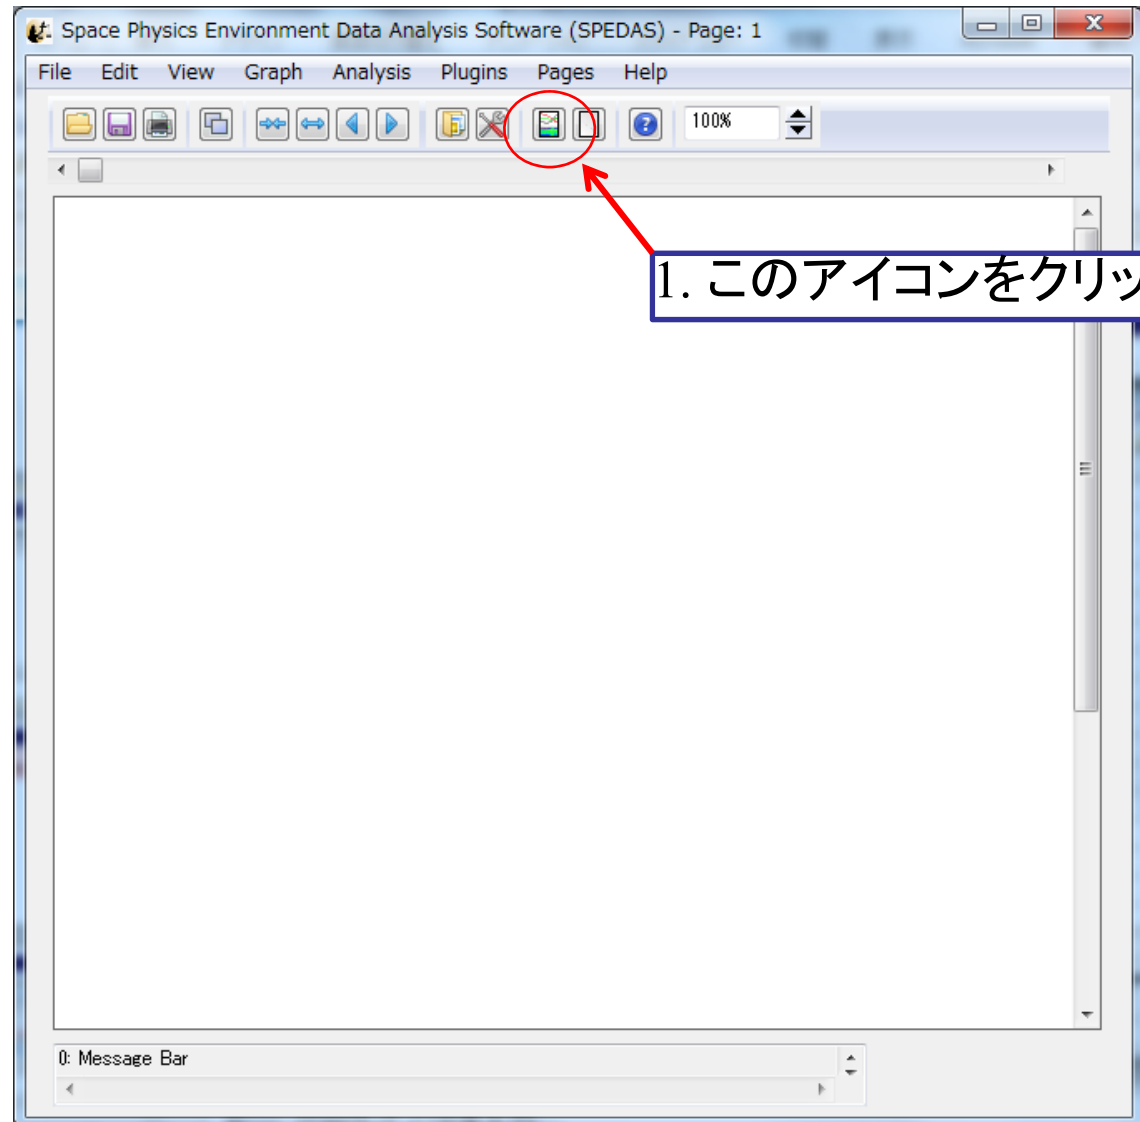 Space Physics Environment Data Analysis Software (SPEDAS) - Page: 1
File Edit View Graph Analysis Plugins Pages Help
100%
1. このアイコンをクリッ
0: Message Bar